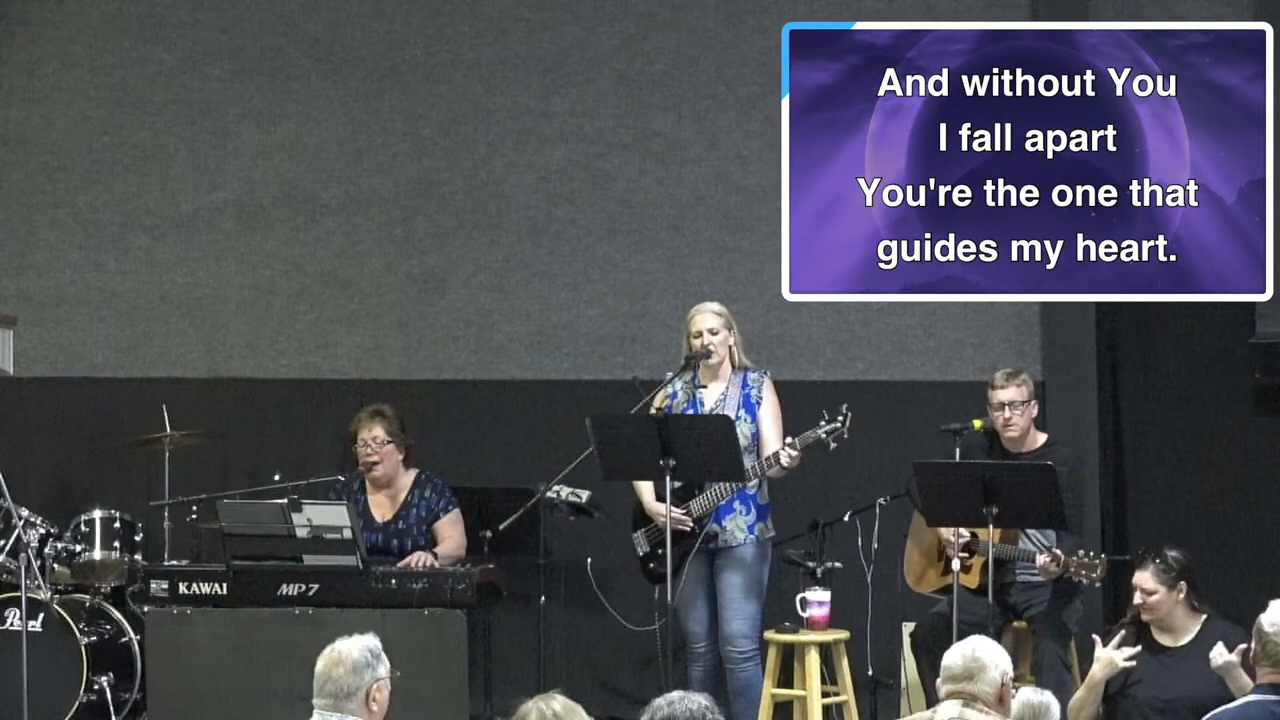 And without You
I fall apart
You're the one that
guides my heart.
KAWAI
MP7
Pearl